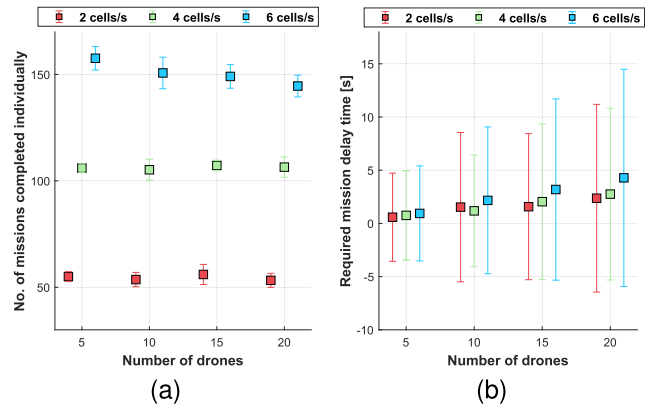 2 cells/s 4 cells/s 6 cells/s
No. of missions completed individually
150
100
50
5 10 15 20
Number of drones
(a)
2 cells/s 4 cells/s 6 cells/s
Required mission delay time [s]
15
10
5
0
-5
-10
5 10 15 20
Number of drones
(b)